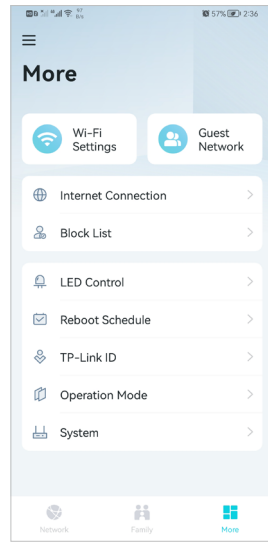 57% 2:36
More
Wi-Fi
Settings
Guest
Network
Internet Connection
Block List
LED Control
Reboot Schedule
TP-Link ID
Operation Mode
System
Network
Family
More